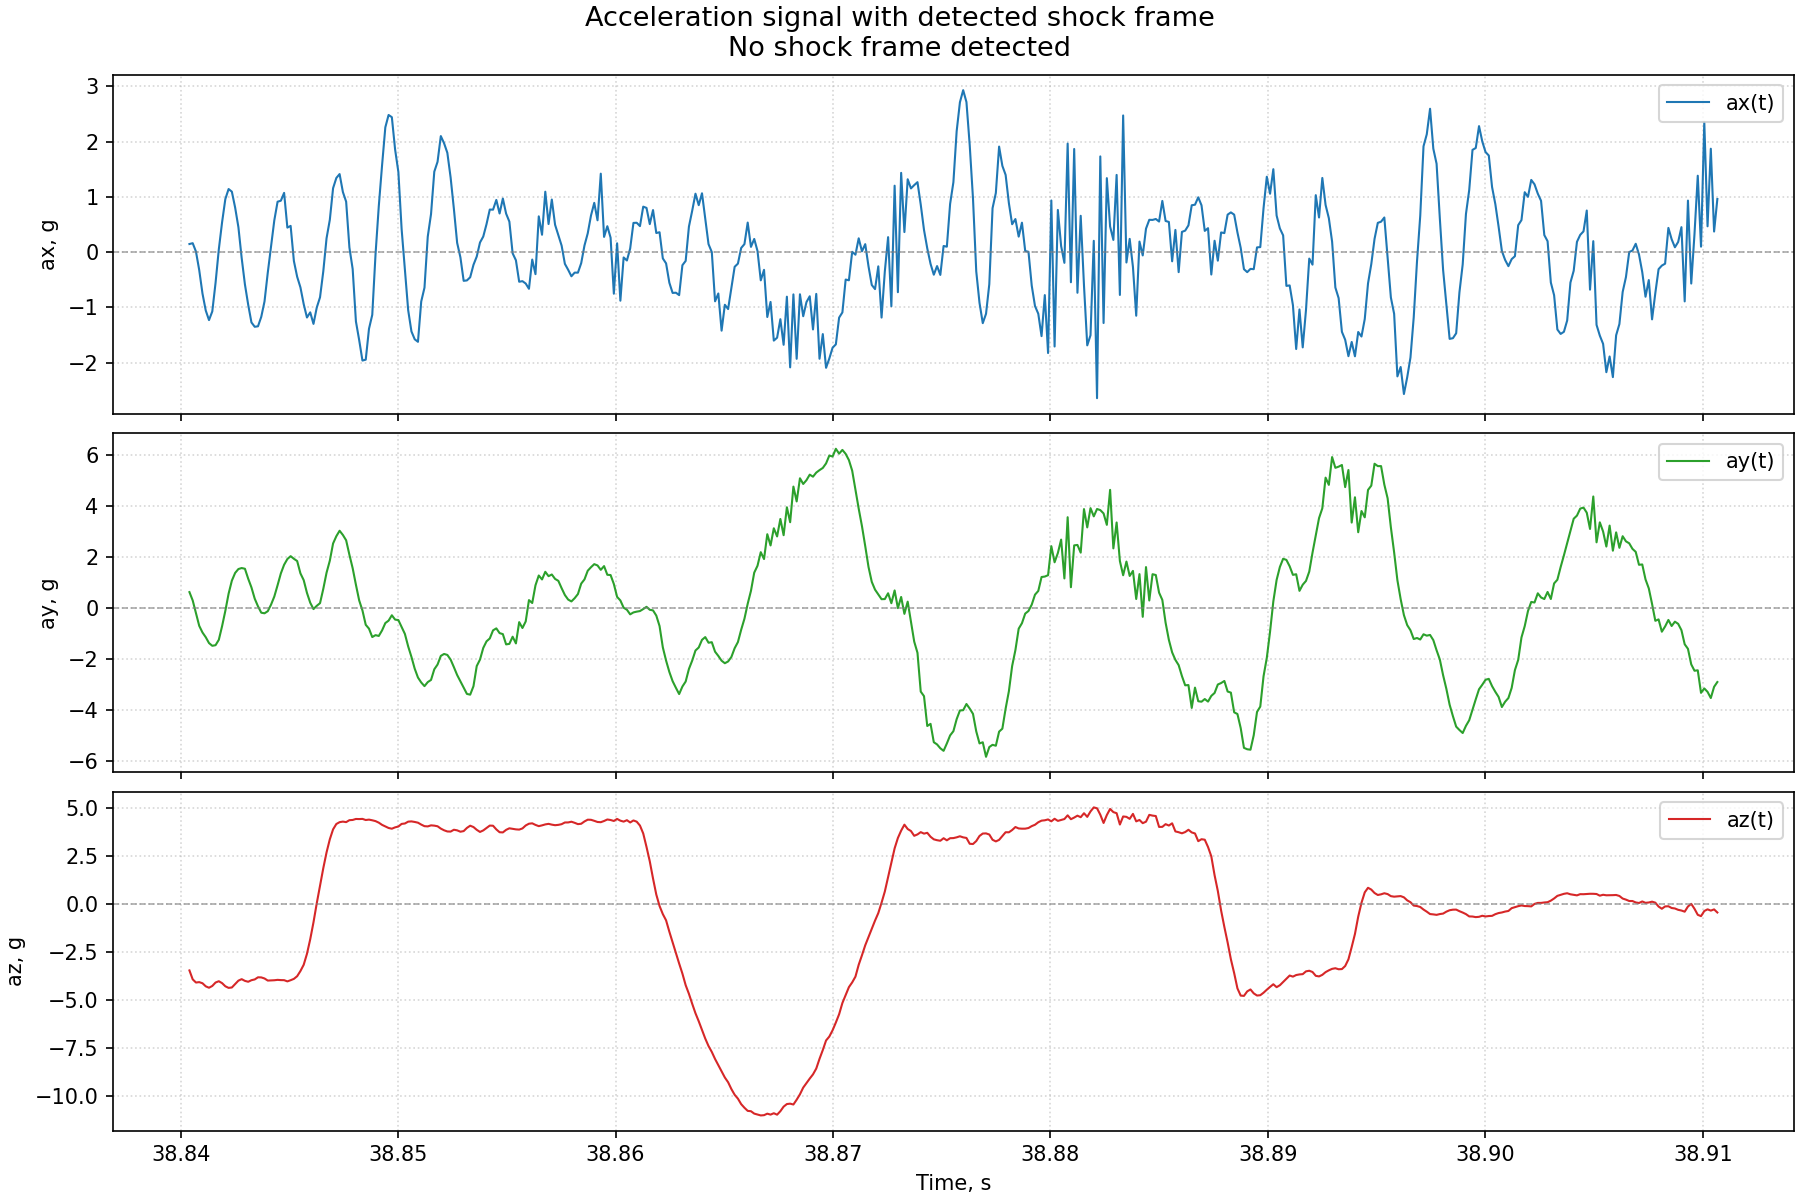 Acceleration signal with detected shock frame
No shock frame detected
3
2
1
0
−1
−2
ax, g
ax(t)
6
4
2
0
−2
−4
−6
ay, g
ay(t)
5.0
2.5
0.0
−2.5
−5.0
−7.5
−10.0
az, g
az(t)
38.84 38.85 38.86 38.87 38.88 38.89 38.90 38.91
Time, s